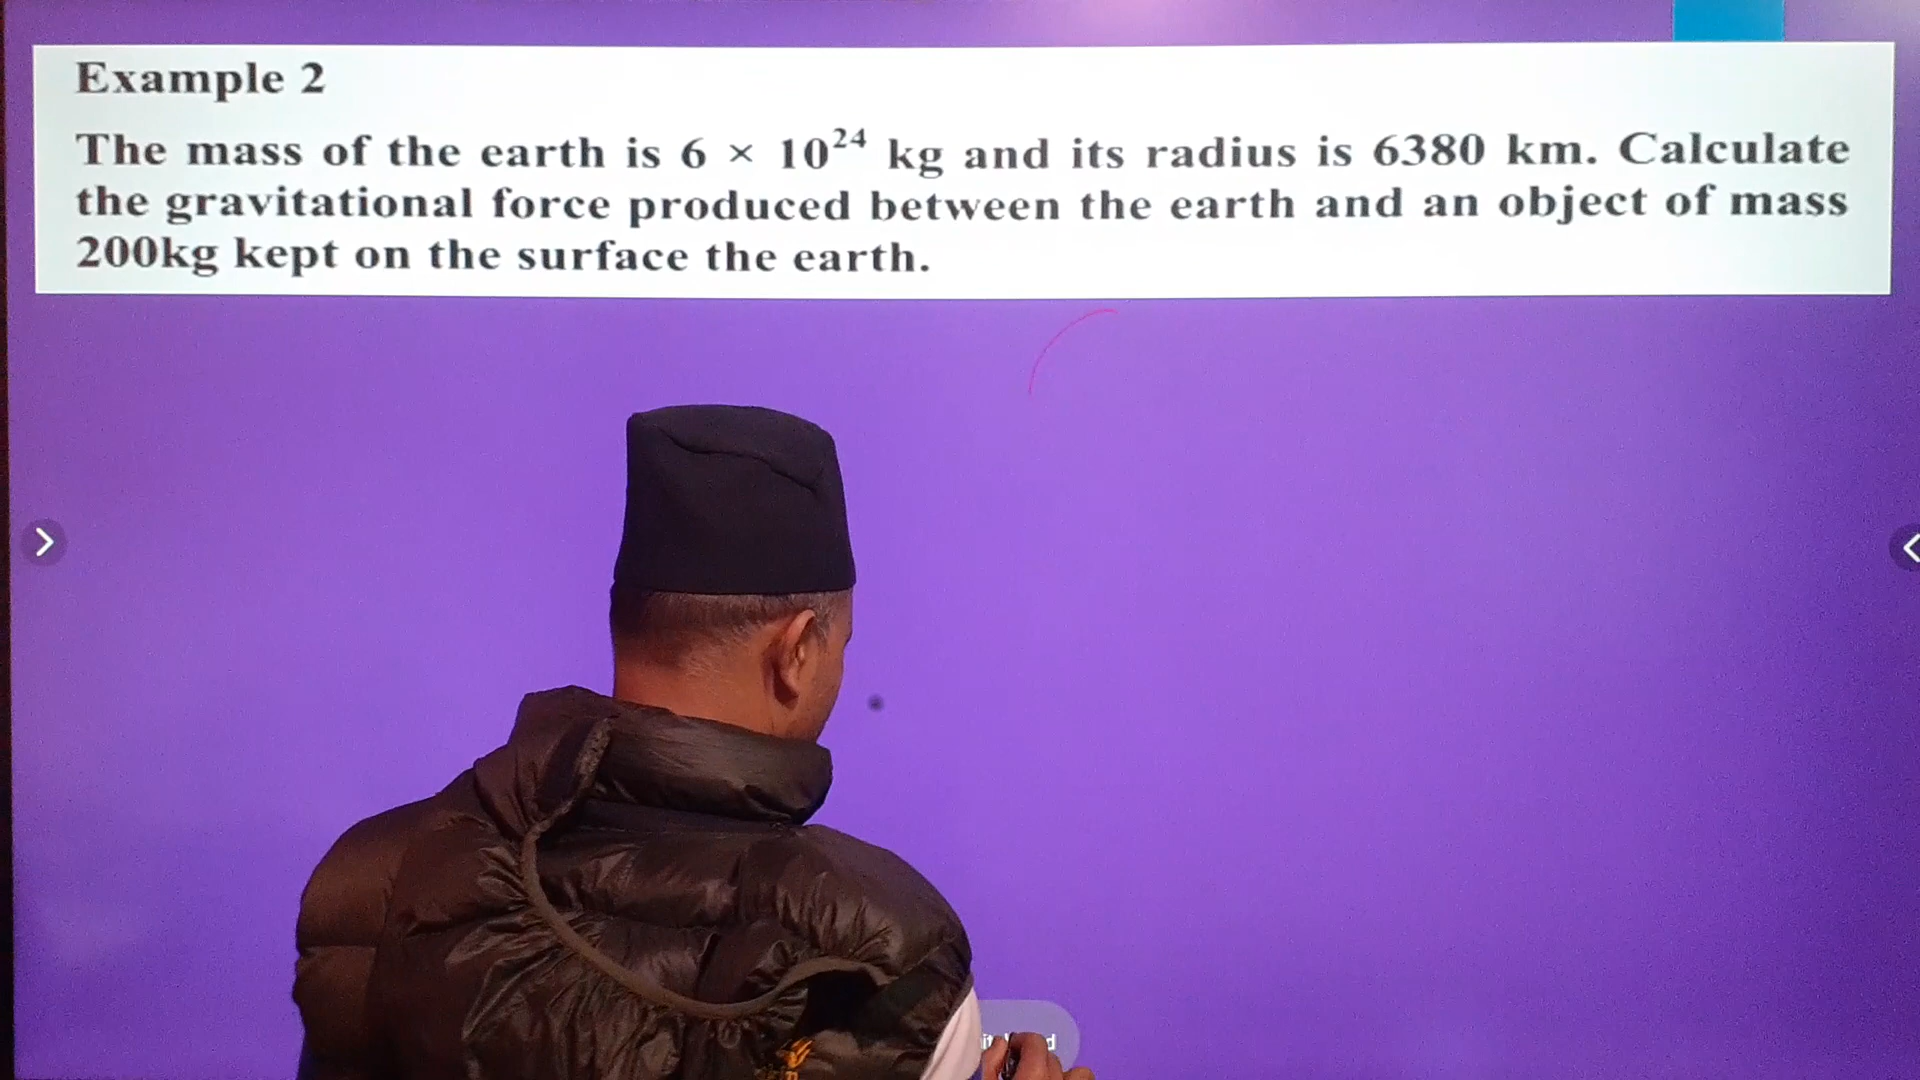 Example 2
The mass of the earth is 6 × 10²⁴ kg and its radius is 6380 km. Calculate
the gravitational force produced between the earth and an object of mass
200kg kept on the surface the earth.